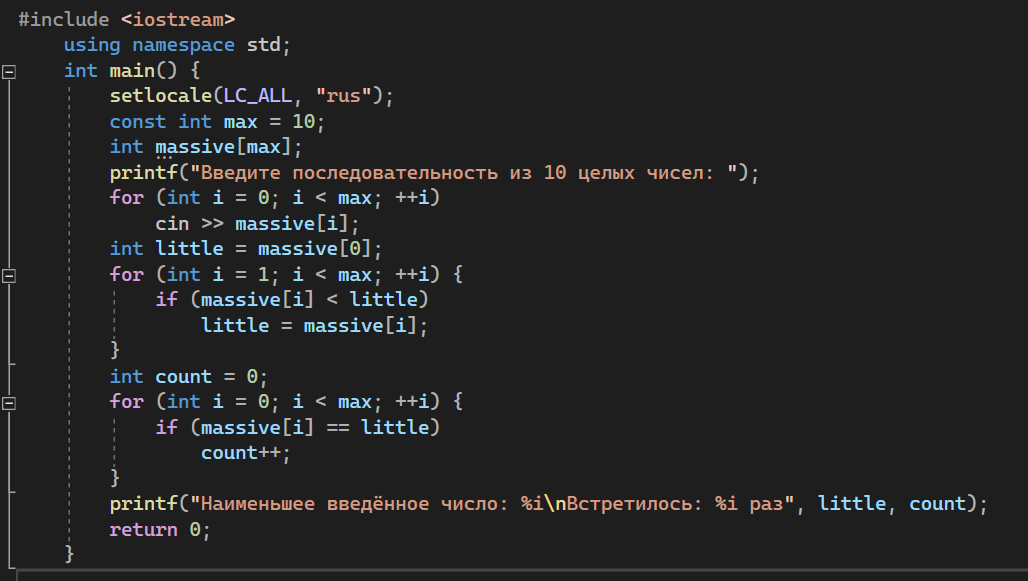 #include <iostream>
using namespace std;
int main() {
setlocale(LC_ALL, "rus");
const int max = 10;
int massive[max];
printf("Введите последовательность из 10 целых чисел: ");
for (int i = 0; i < max; ++i)
cin >> massive[i];
int little = massive[0];
for (int i = 1; i < max; ++i) {
if (massive[i] < little)
little = massive[i];
}
int count = 0;
for (int i = 0; i < max; ++i) {
if (massive[i] == little)
count++;
}
printf("Наименьшее введённое число: %i\nВстретилось: %i раз", little, count);
return 0;
}